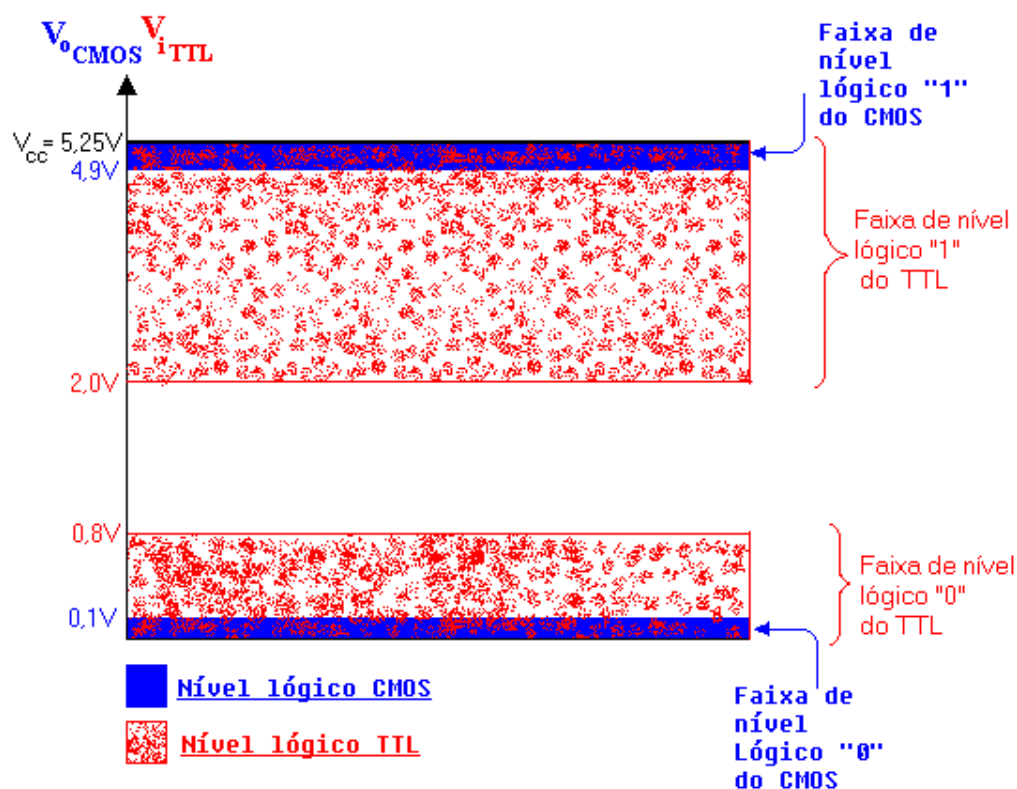 VoCMOS ViTTL
Faixa de
nível
lógico "1"
do CMOS
Vcc= 5,25V
4,9V
Faixa de nível
lógico "1"
do TTL
2,0V
0,8V
Faixa de nível
lógico "0"
do TTL
0,1V
Nível lógico CMOS
Nível lógico TTL
Faixa de
nível
Lógico "0"
do CMOS